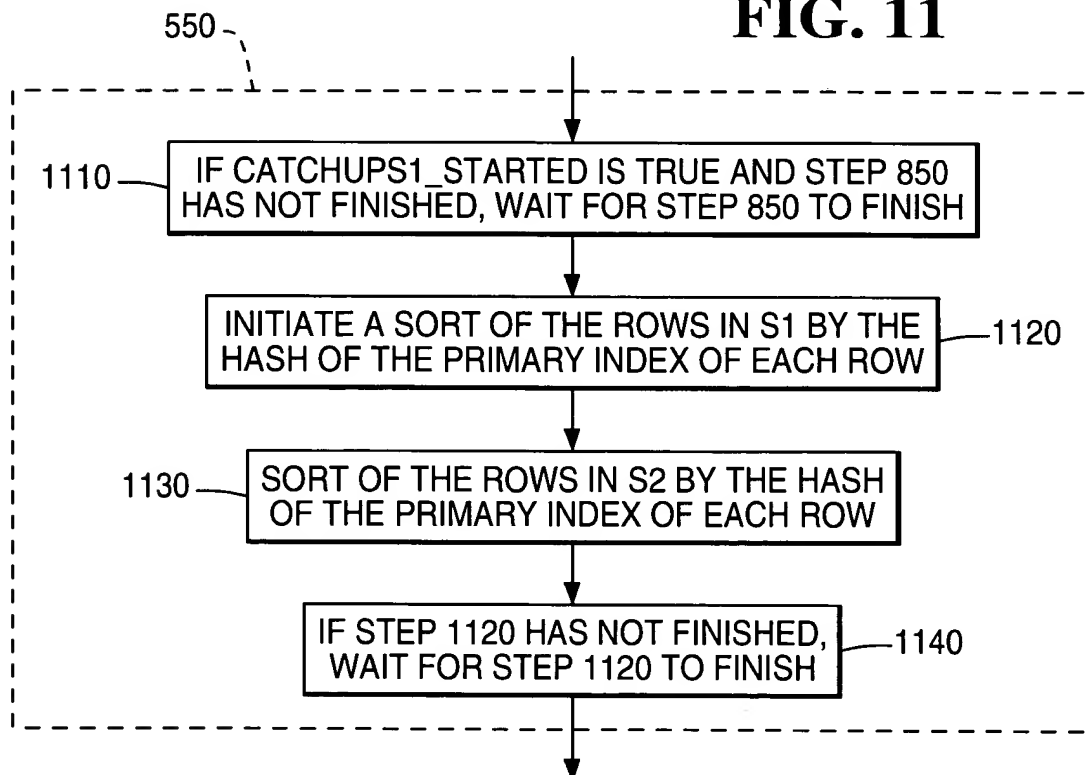 FIG. 11
550
1110
IF CATCHUPS1_STARTED IS TRUE AND STEP 850
HAS NOT FINISHED, WAIT FOR STEP 850 TO FINISH
INITIATE A SORT OF THE ROWS IN S1 BY THE
HASH OF THE PRIMARY INDEX OF EACH ROW
1120
1130
SORT OF THE ROWS IN S2 BY THE HASH
OF THE PRIMARY INDEX OF EACH ROW
IF STEP 1120 HAS NOT FINISHED,
WAIT FOR STEP 1120 TO FINISH
1140